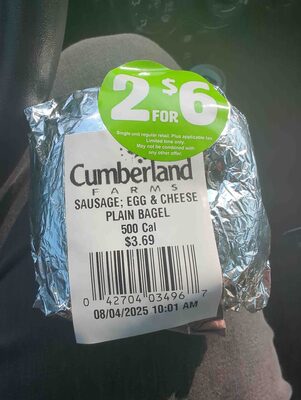 2 FOR $6
Single unit regular retail. Plus applicable tax.
Limited time only.
May not be combined with
any other offer.
Cumberland
FARMS
SAUSAGE; EGG & CHEESE
PLAIN BAGEL
500 Cal
$3.69
0 42704 03496 7
08/04/2025 10:01 AM